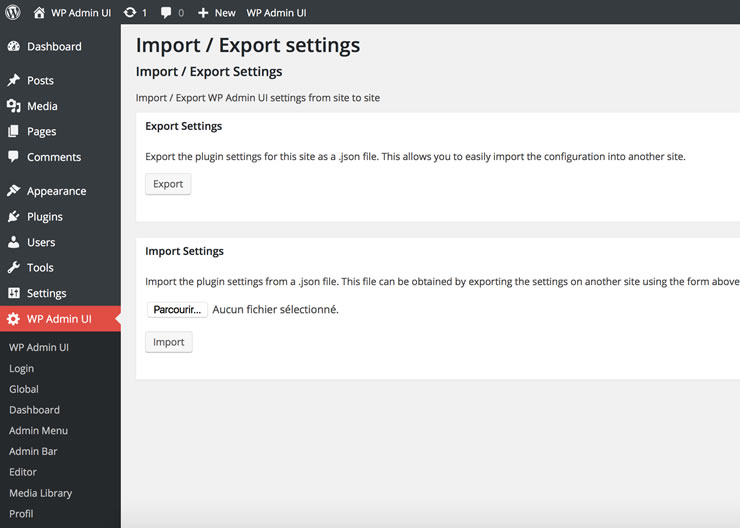 WP Admin UI 1 0 New WP Admin UI
Dashboard
Posts
Media
Pages
Comments
Appearance
Plugins
Users
Tools
Settings
WP Admin UI
WP Admin UI
Login
Global
Dashboard
Admin Menu
Admin Bar
Editor
Media Library
Profil
Import / Export settings
Import / Export Settings
Import / Export WP Admin UI settings from site to site
Export Settings
Export the plugin settings for this site as a .json file. This allows you to easily import the configuration into another site.
Export
Import Settings
Import the plugin settings from a .json file. This file can be obtained by exporting the settings on another site using the form above
Parcourir... Aucun fichier sélectionné.
Import